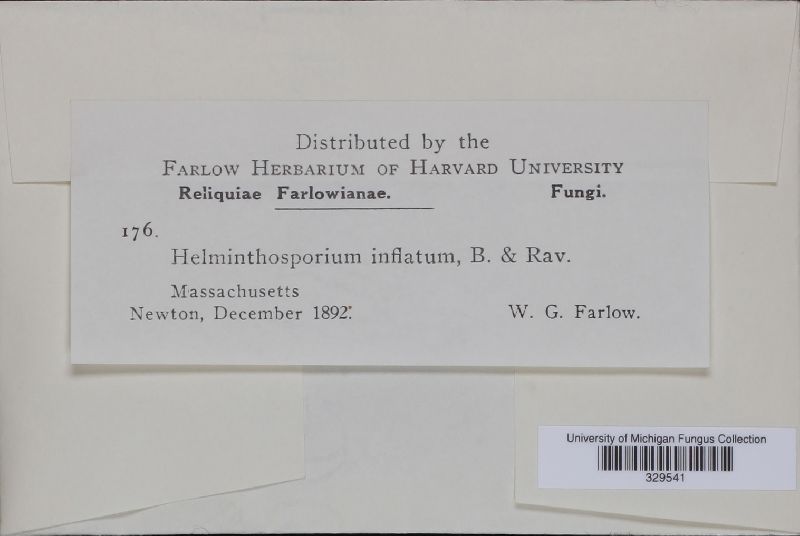 Distributed by the
FARLOW HERBARIUM OF HARVARD UNIVERSITY
Reliquiae Farlowianae. Fungi.
176.
Helminthosporium inflatum, B. & Rav.
Massachusetts
Newton, December 1892. W. G. Farlow.
University of Michigan Fungus Collection
329541